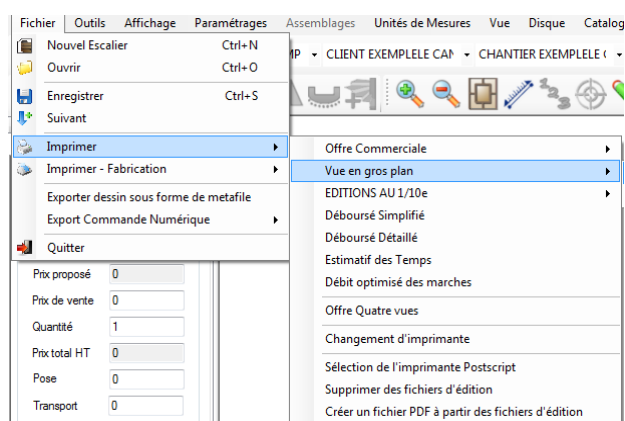 Fichier Outils Affichage Paramétrages Assemblages Unités de Mesures Vue Disque Catalog
Nouvel Escalier Ctrl+N
CLIENT EXEMPLELE CAN CHANTIER EXEMPLELE (
Ouvrir Ctrl+O
Enregistrer Ctrl+S
Suivant
Imprimer
Imprimer - Fabrication
Exporter dessin sous forme de metafile
Export Commande Numérique
Quitter
Offre Commerciale
Vue en gros plan
EDITIONS AU 1/10e
Déboursé Simplifié
Déboursé Détaillé
Estimatif des Temps
Débit optimisé des marches
Offre Quatre vues
Changement d'imprimante
Sélection de l'imprimante Postscript
Supprimer des fichiers d'édition
Créer un fichier PDF à partir des fichiers d'édition
Prix proposé 0
Prix de vente 0
Quantité 1
Prix total HT 0
Pose 0
Transport 0